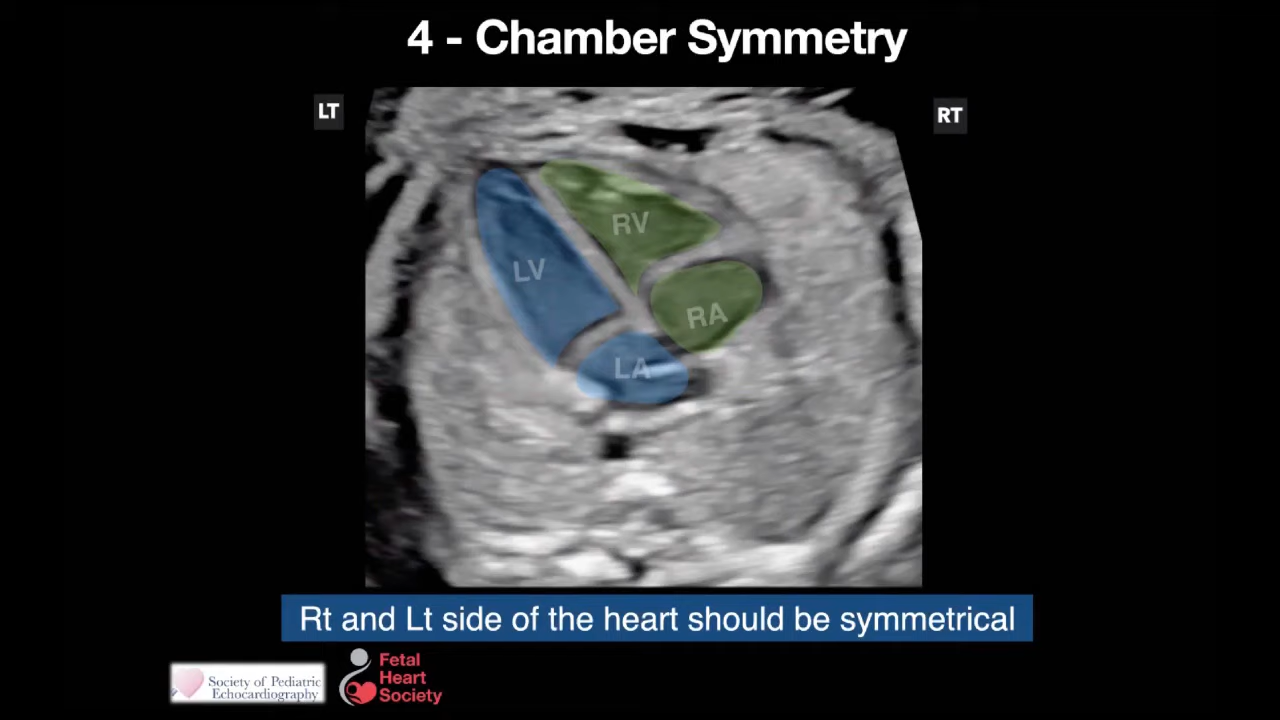 4 - Chamber Symmetry
LT
RT
RV
LV
RA
LA
Rt and Lt side of the heart should be symmetrical
Society of Pediatric
Echocardiography
Fetal
Heart
Society